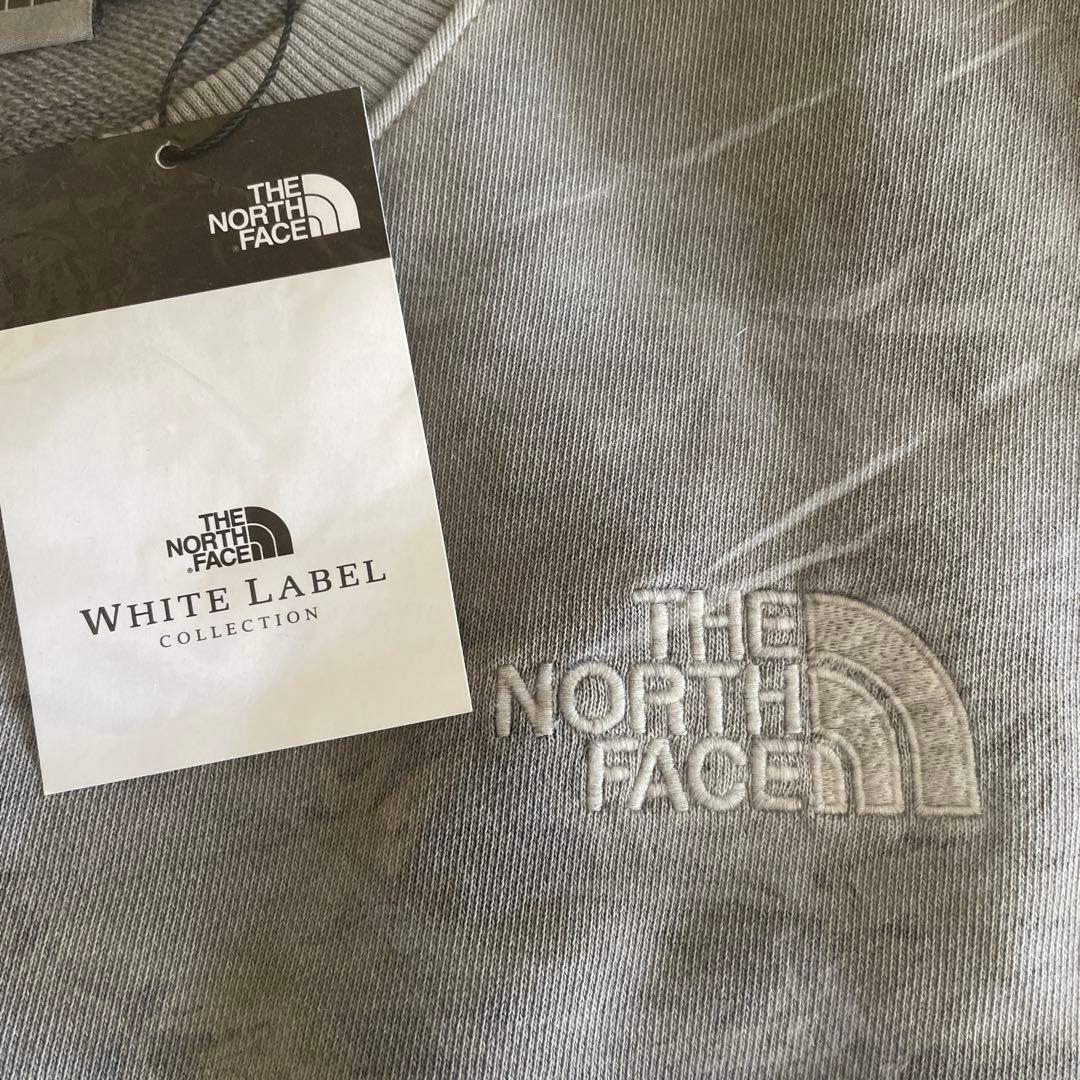 THE
NORTH
FACE
®
THE
NORTH
FACE
®
WHITE LABEL
COLLECTION
THE
NORTH
FACE